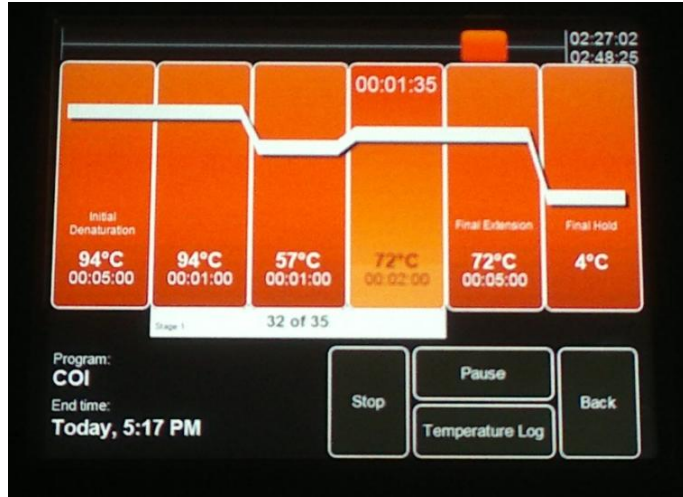 02:27:02
02:48:25
00:01:35
Initial
Denaturation
94°C
00:05:00
94°C
00:01:00
57°C
00:01:00
72°C
00:02:00
Final Extension
72°C
00:05:00
Final Hold
4°C
Stage 1
32 of 35
Program:
COI
End time:
Today, 5:17 PM
Stop
Pause
Temperature Log
Back